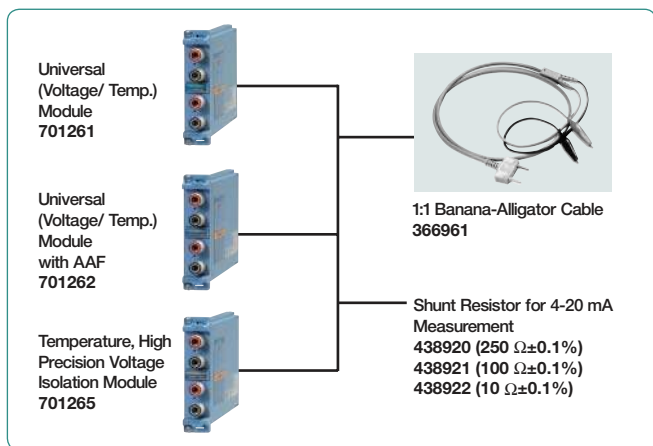 Universal
(Voltage/ Temp.)
Module
701261
Universal
(Voltage/ Temp.)
Module
with AAF
701262
Temperature, High
Precision Voltage
Isolation Module
701265
1:1 Banana-Alligator Cable
366961
Shunt Resistor for 4-20 mA
Measurement
438920 (250 Ω±0.1%)
438921 (100 Ω±0.1%)
438922 (10 Ω±0.1%)